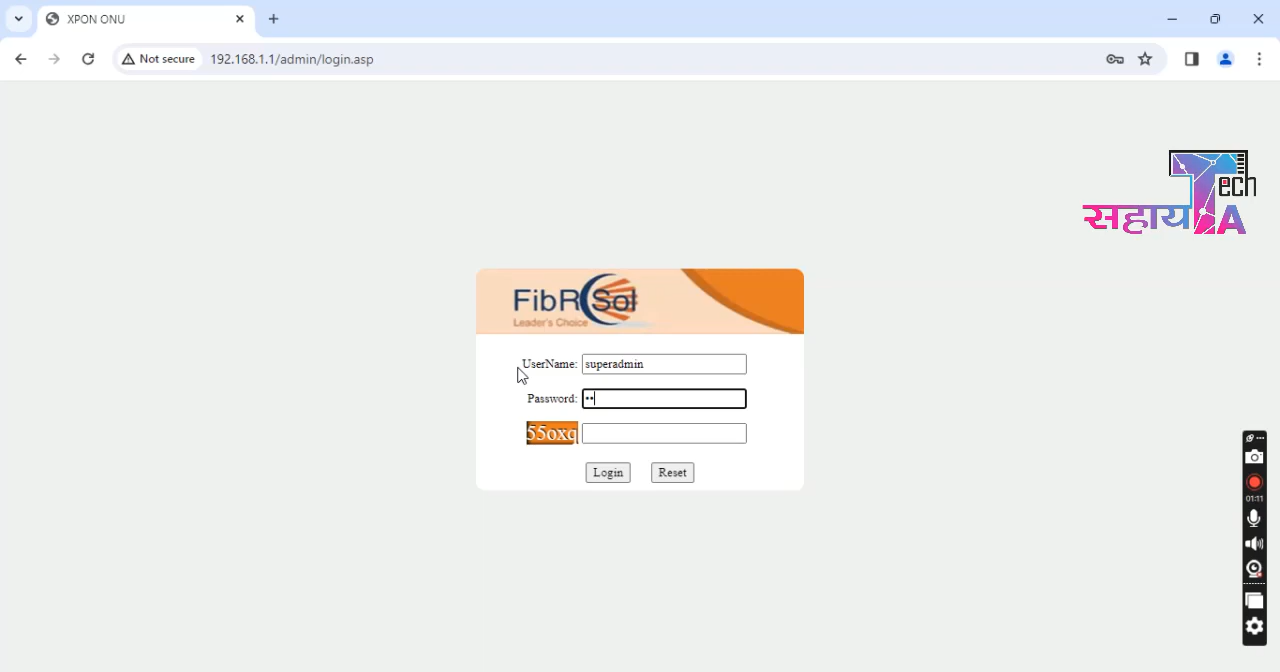 XPON ONU
Not secure
192.168.1.1/admin/login.asp
Tech
सहायTA
FibRSol
Leader's Choice
UserName: superadmin
Password: ••
55oxq
Login Reset
01:11